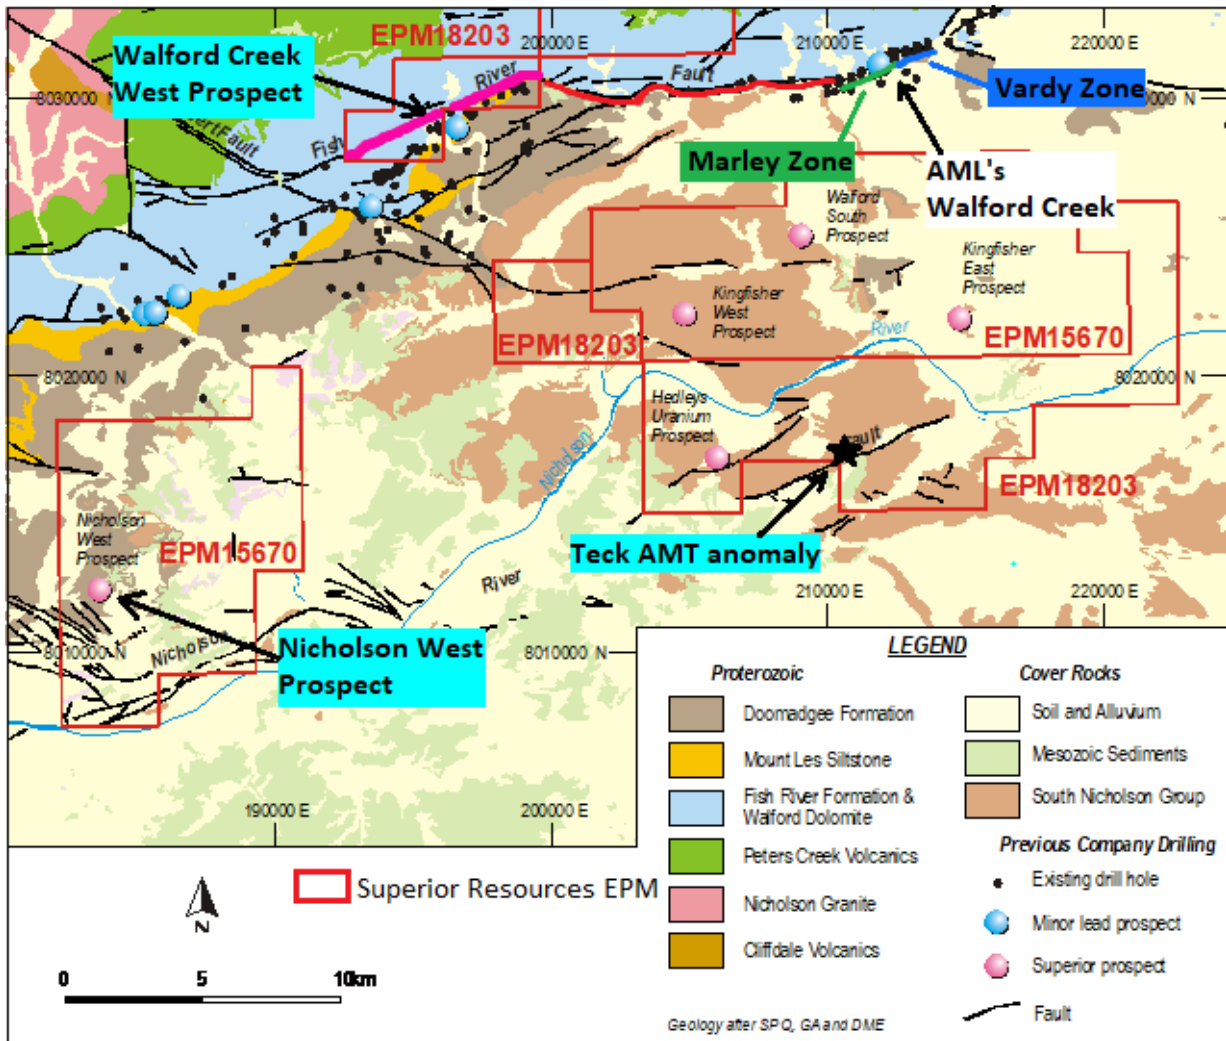 EPM18203
200000 E
210000 E
220000 E
Walford Creek
West Prospect
River
Fault
Vardy Zone
8030000 N
0000 N
ertFault
Fish
Marley Zone
AML's
Walford Creek
Walford
South
Prospect
Kingfisher
East
Prospect
Kingfisher
West
Prospect
River
EPM18203
EPM15670
8020000 N
8020000 N
Hedleys
Uranium
Prospect
Nicholson
ault
EPM18203
Nicholson
West
Prospect
EPM15670
Teck AMT anomaly
River
210000 E
220000 E
Nicholson
8010000 N
8010000 N
Nicholson West
Prospect
190000 E
200000 E
LEGEND
Proterozoic
Cover Rocks
Doomadgee Formation
Soil and Alluvium
Mount Les Siltstone
Mesozoic Sediments
Fish River Formation &
Walford Dolomite
South Nicholson Group
Peters Creek Volcanics
Previous Company Drilling
Existing drill hole
Superior Resources EPM
Nicholson Granite
Minor lead prospect
Cliffdale Volcanics
Superior prospect
N
0 5 10km
Fault
Geology after SPQ, GA and DME